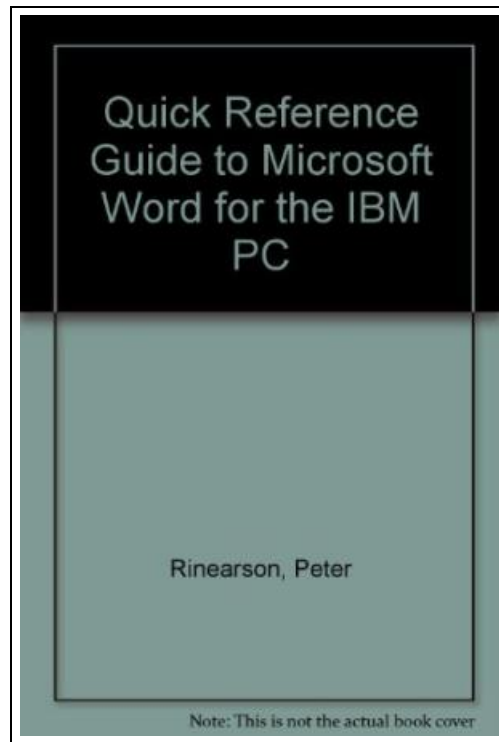 Quick Reference
Guide to Microsoft
Word for the IBM
PC
Rinearson, Peter
Note: This is not the actual book cover